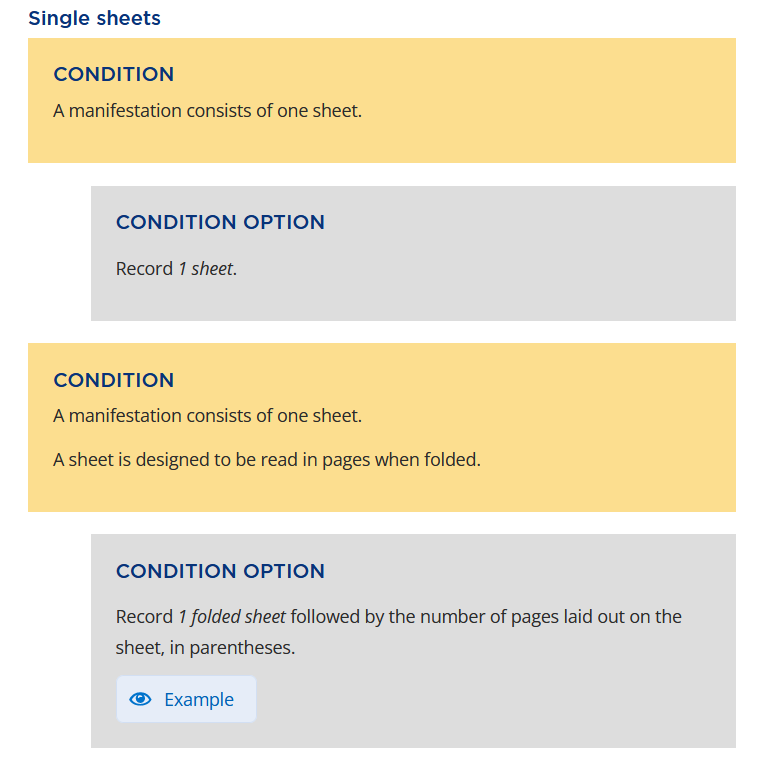 Single sheets
CONDITION
A manifestation consists of one sheet.
CONDITION OPTION
Record 1 sheet.
CONDITION
A manifestation consists of one sheet.
A sheet is designed to be read in pages when folded.
CONDITION OPTION
Record 1 folded sheet followed by the number of pages laid out on the
sheet, in parentheses.
Example